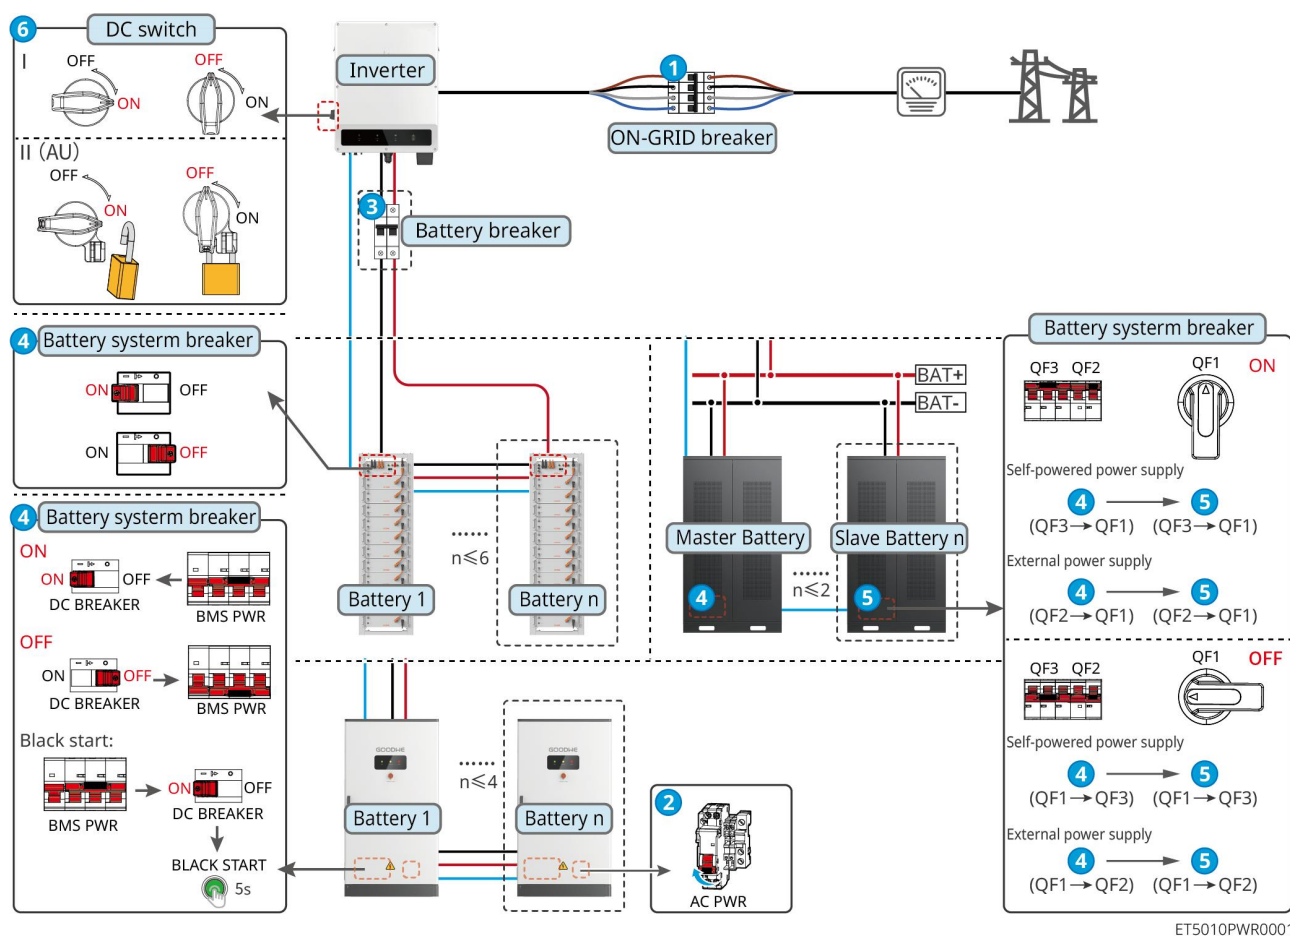 6
DC switch
I
OFF
ON
OFF
ON
II (AU)
OFF
ON
OFF
ON
Inverter
1
ON-GRID breaker
3
Battery breaker
4
Battery systerm breaker
ON
OFF
ON
OFF
4
Battery systerm breaker
ON
ON
OFF
DC BREAKER
BMS PWR
OFF
ON
OFF
DC BREAKER
BMS PWR
Black start:
BMS PWR
ON
OFF
DC BREAKER
BLACK START
5s
n≤6
Battery 1
Battery n
BAT+
BAT-
Master Battery
Slave Battery n
n≤2
4
5
GOODWE
GOODWE
n≤4
Battery 1
Battery n
2
AC PWR
Battery systerm breaker
QF3 QF2
QF1
ON
Self-powered power supply
4 → 5
(QF3→QF1) (QF3→QF1)
External power supply
4 → 5
(QF2→QF1) (QF2→QF1)
QF3 QF2
QF1
OFF
Self-powered power supply
4 → 5
(QF1→QF3) (QF1→QF3)
External power supply
4 → 5
(QF1→QF2) (QF1→QF2)
ET5010PWR0001